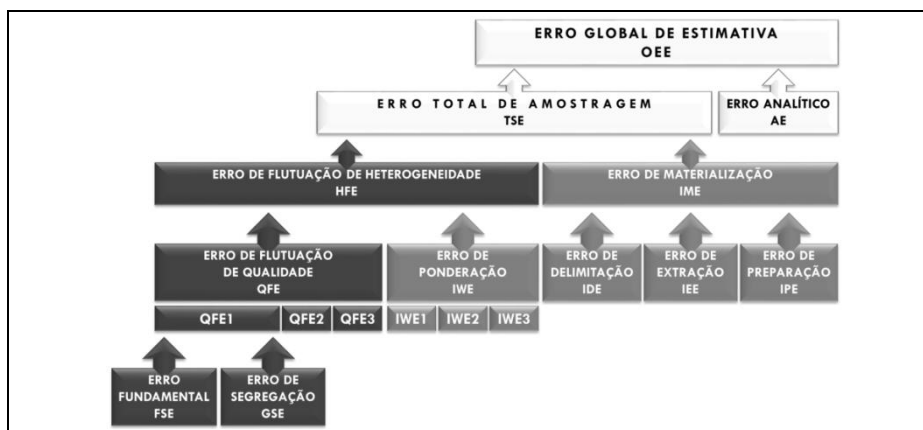 ERRO GLOBAL DE ESTIMATIVA
OEE
ERRO TOTAL DE AMOSTRAGEM
TSE
ERRO ANALÍTICO
AE
ERRO DE FLUTUAÇÃO DE HETEROGENEIDADE
HFE
ERRO DE MATERIALIZAÇÃO
IME
ERRO DE FLUTUAÇÃO
DE QUALIDADE
QFE
ERRO DE
PONDERAÇÃO
IWE
ERRO DE
DELIMITAÇÃO
IDE
ERRO DE
EXTRAÇÃO
IEE
ERRO DE
PREPARAÇÃO
IPE
QFE1
QFE2
QFE3
IWE1
IWE2
IWE3
ERRO
FUNDAMENTAL
FSE
ERRO DE
SEGREGAÇÃO
GSE